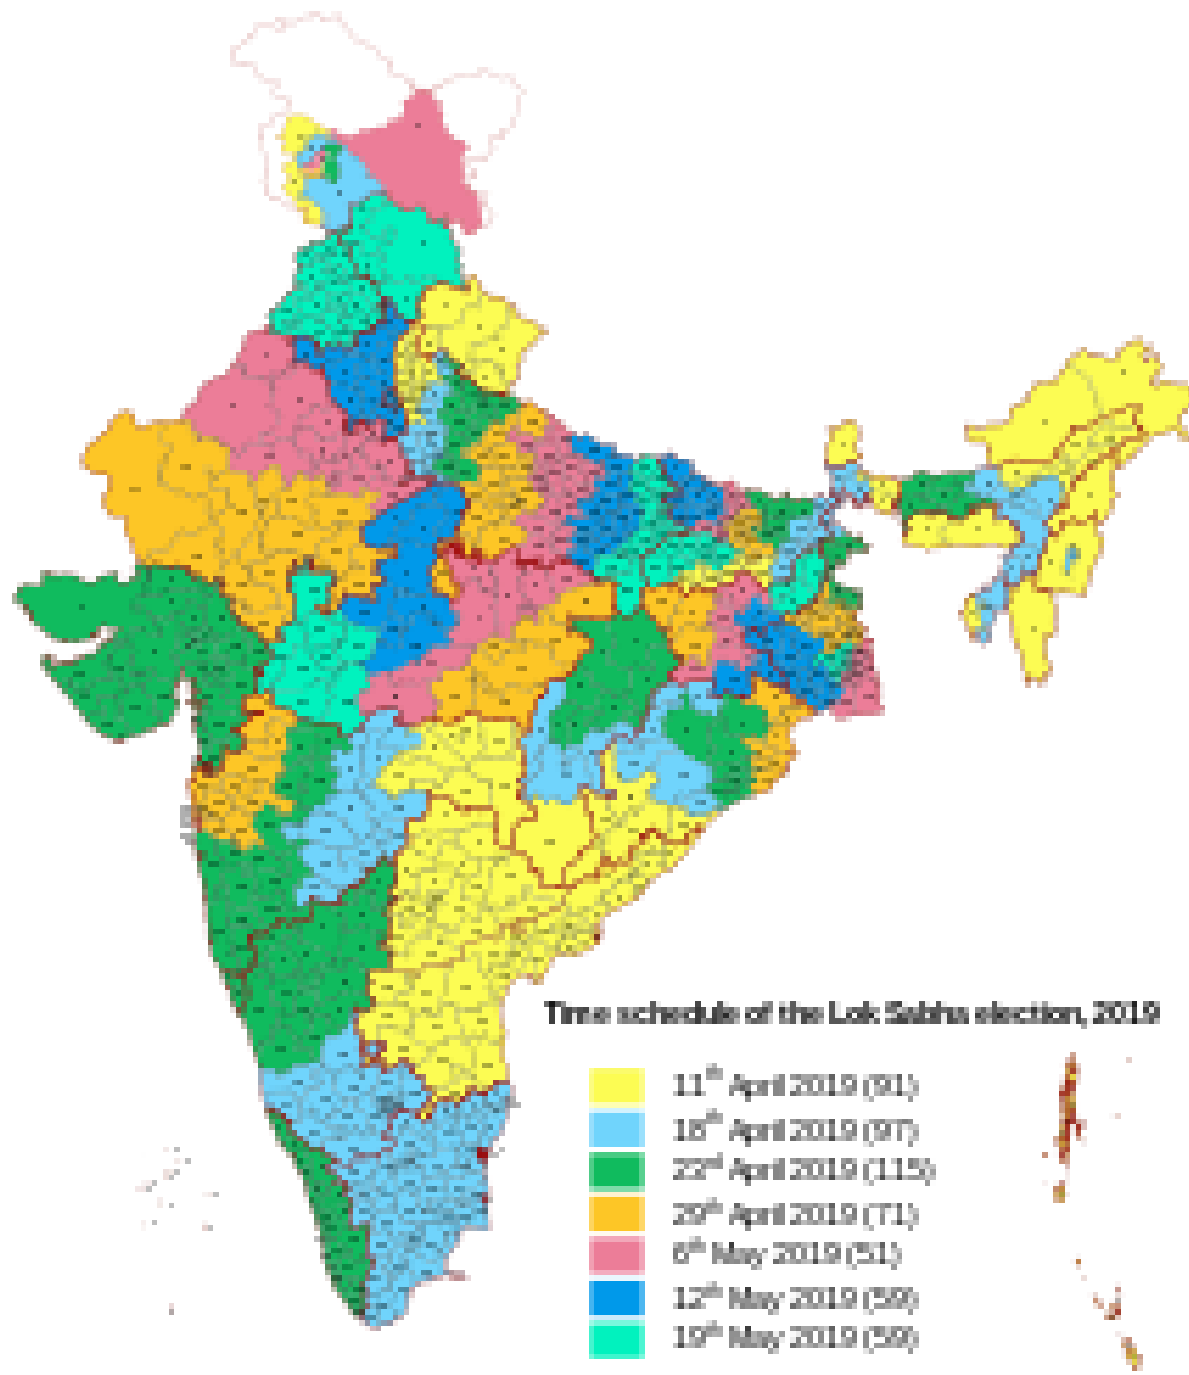 Time schedule of the Lok Sabha election, 2019
11th April 2019 (91)
18th April 2019 (97)
23rd April 2019 (115)
29th April 2019 (71)
6th May 2019 (51)
12th May 2019 (59)
19th May 2019 (59)